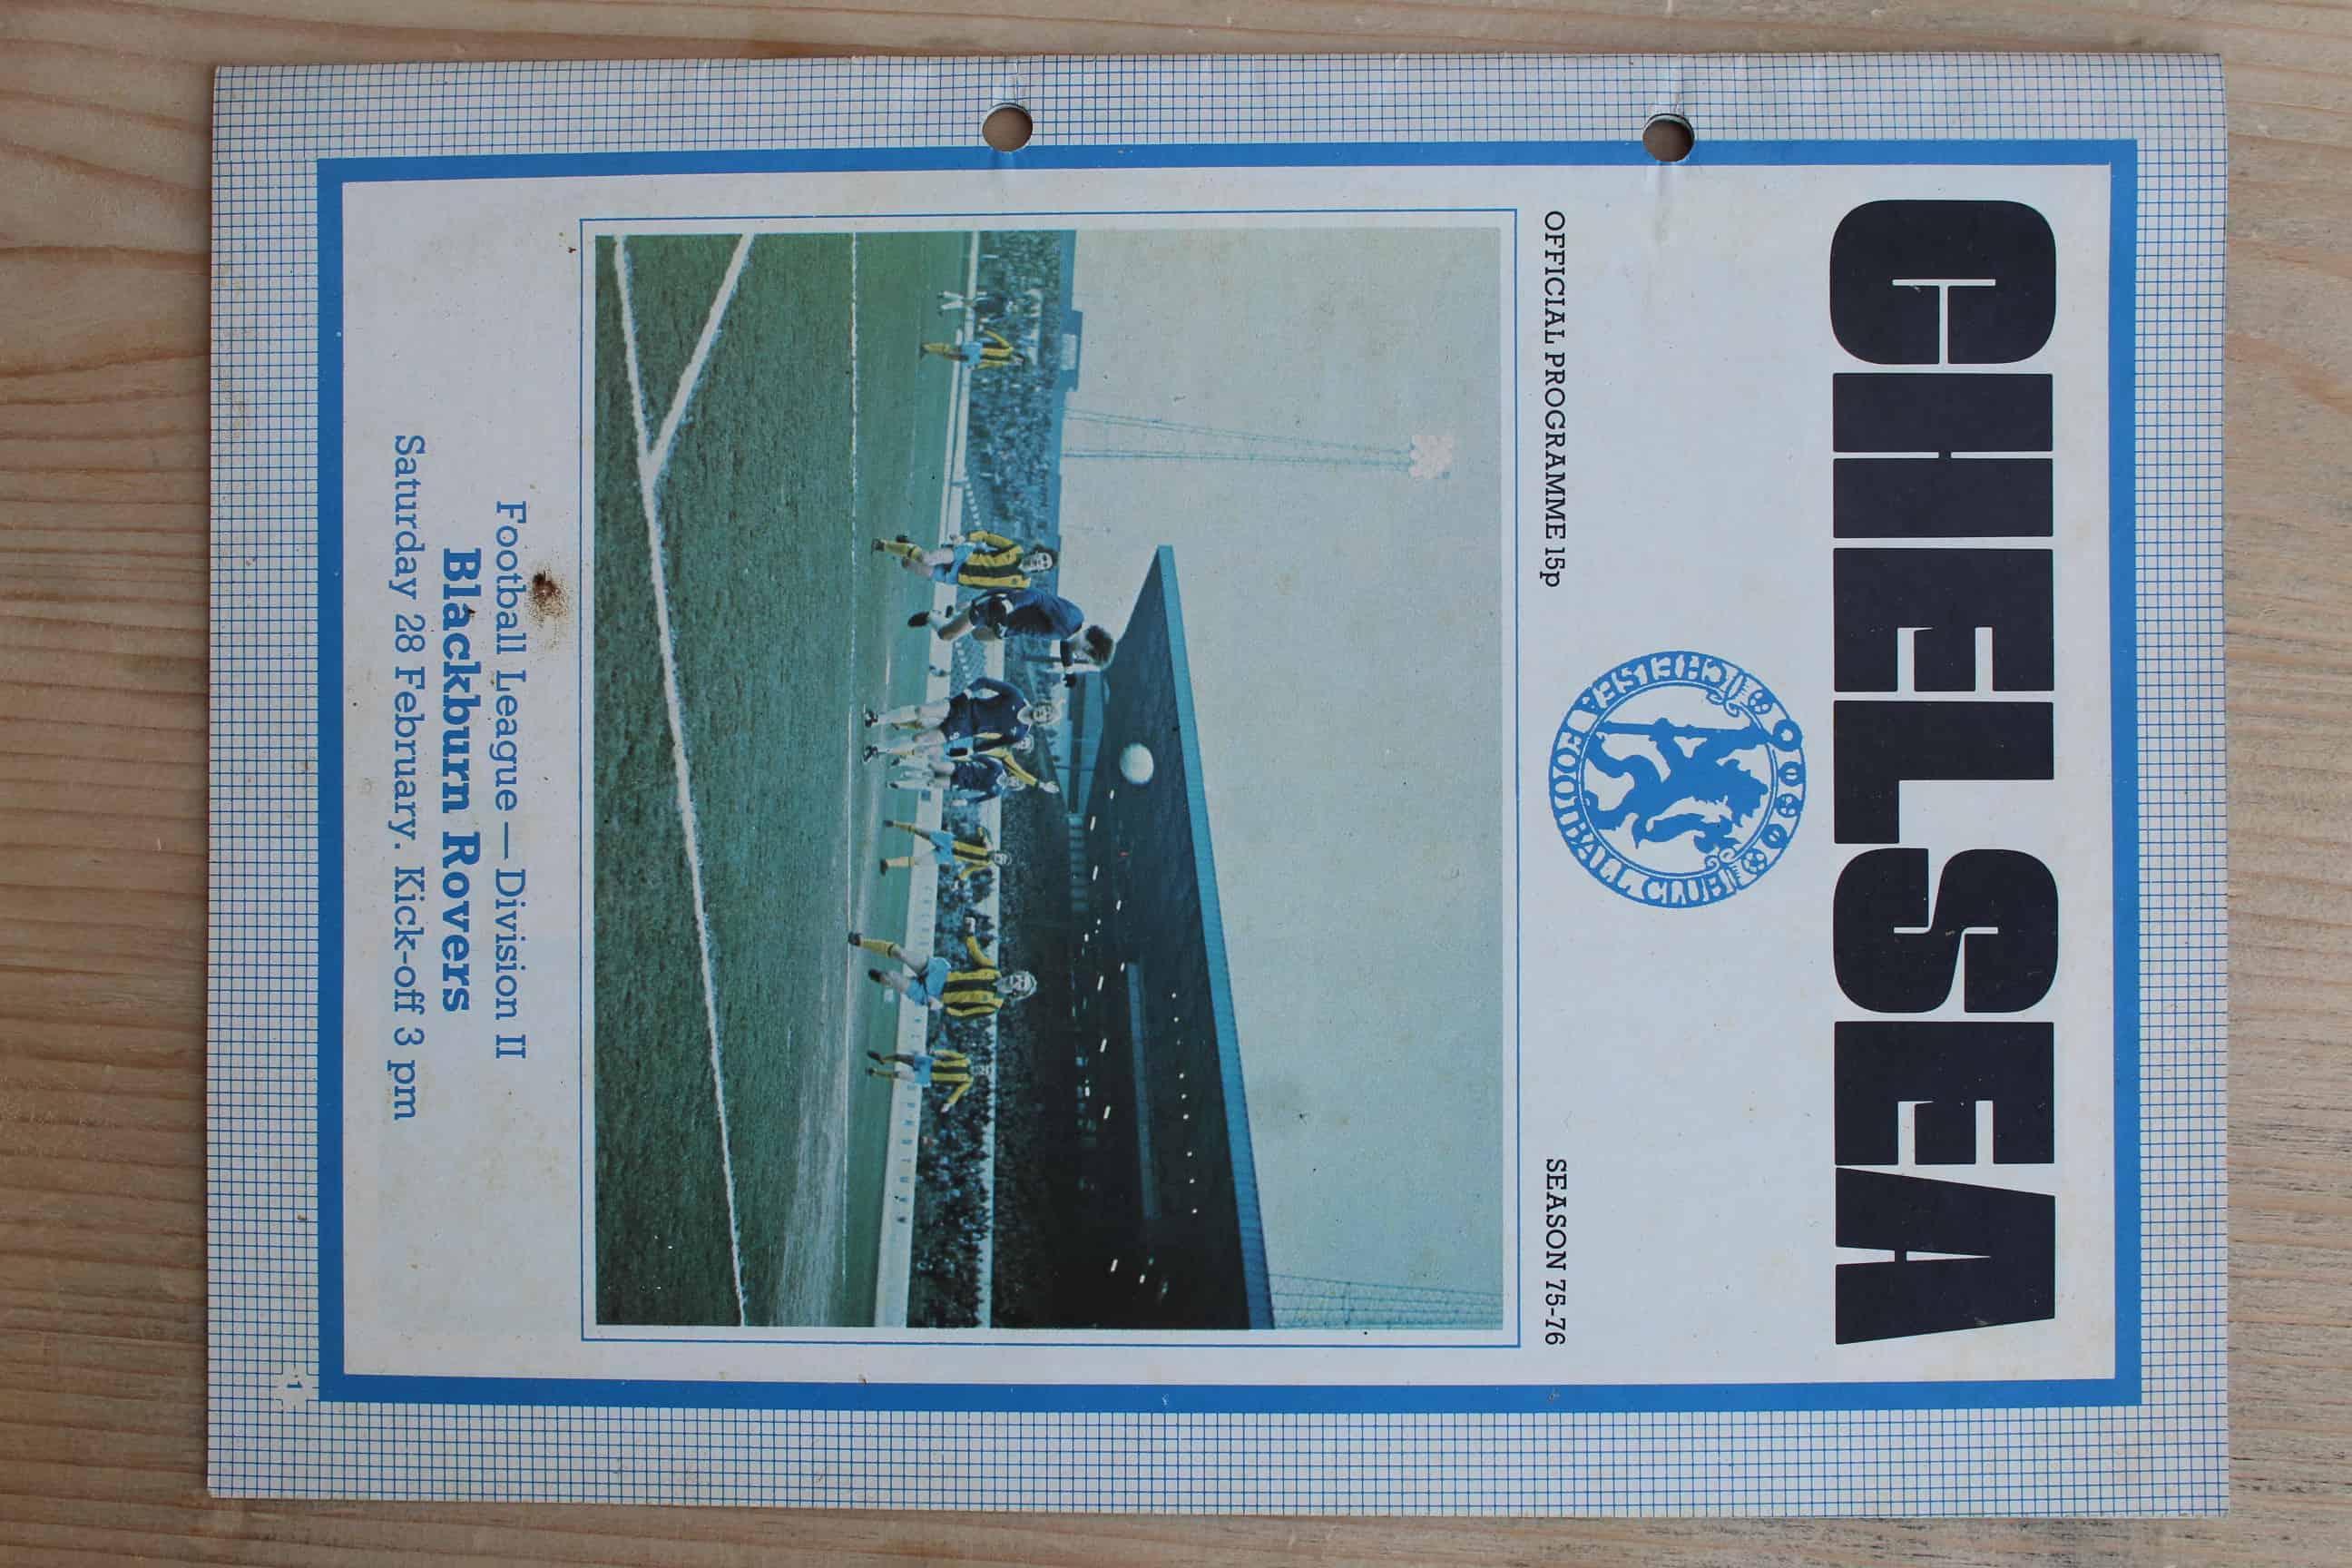 CHELSEA
CHELSEA FOOTBALL CLUB
OFFICIAL PROGRAMME 15p
SEASON 75-76
Football League — Division II
Blackburn Rovers
Saturday 28 February. Kick-off 3 pm
1